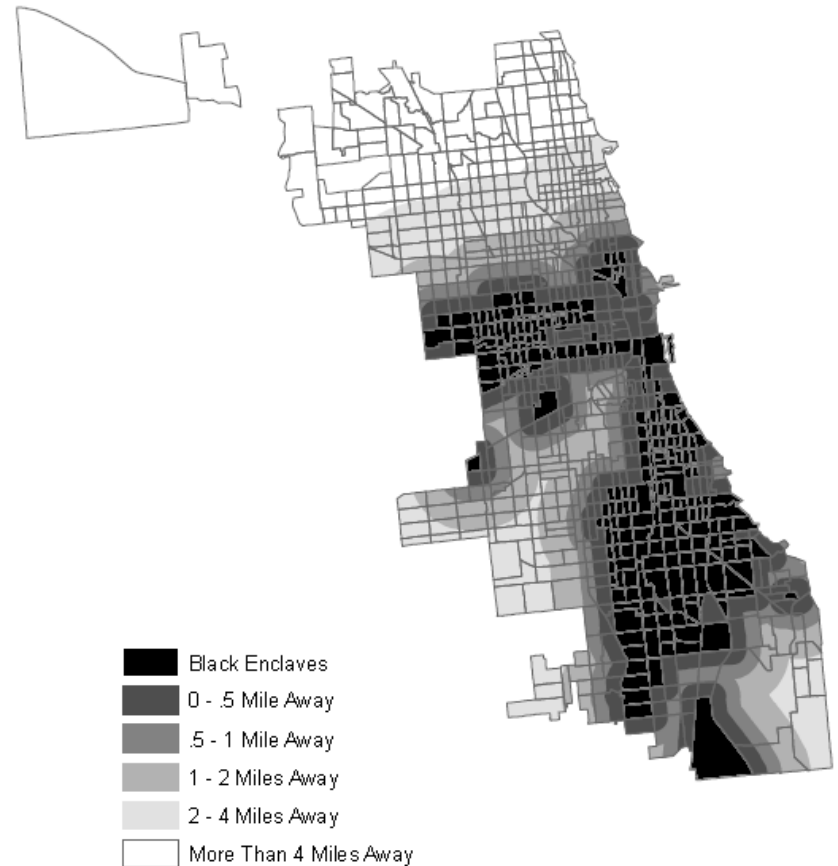 Black Enclaves
0 - .5 Mile Away
.5 - 1 Mile Away
1 - 2 Miles Away
2 - 4 Miles Away
More Than 4 Miles Away